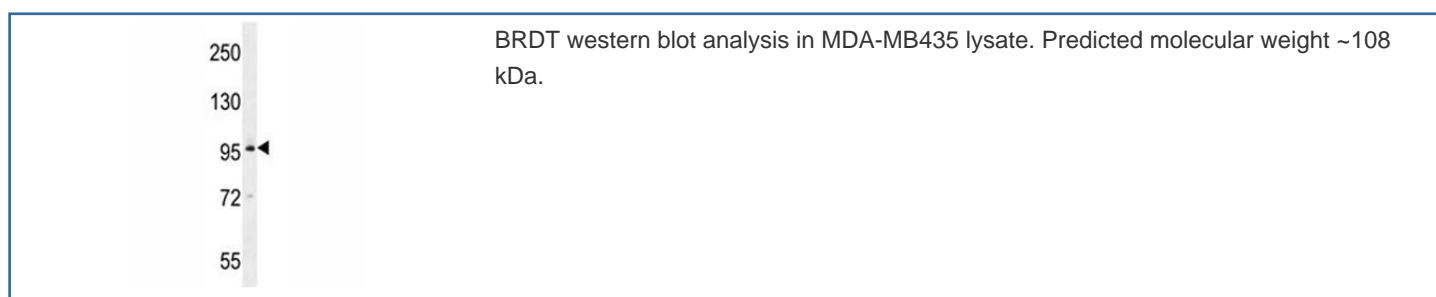 250
130
95
72
55
BRDT western blot analysis in MDA-MB435 lysate. Predicted molecular weight ~108
kDa.